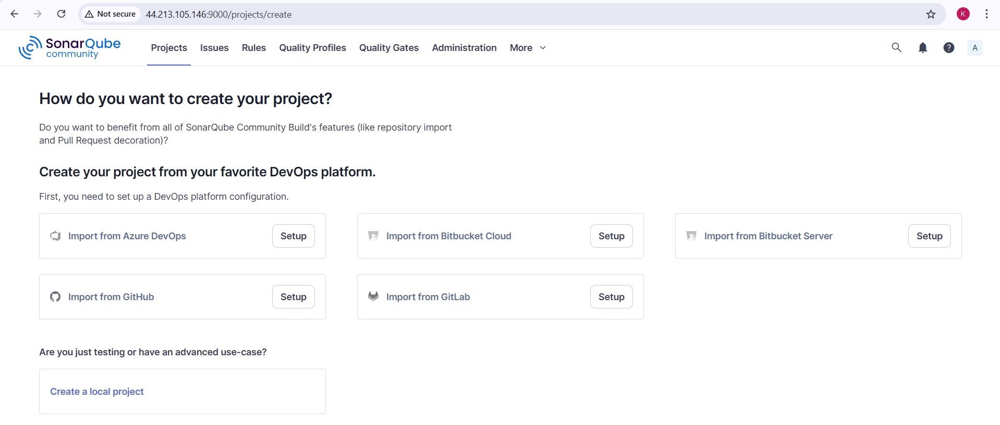 Not secure 44.213.105.146:9000/projects/create K
SonarQube community Projects Issues Rules Quality Profiles Quality Gates Administration More ? A
How do you want to create your project?
Do you want to benefit from all of SonarQube Community Build's features (like repository import
and Pull Request decoration)?
Create your project from your favorite DevOps platform.
First, you need to set up a DevOps platform configuration.
Import from Azure DevOps Setup Import from Bitbucket Cloud Setup Import from Bitbucket Server Setup
Import from GitHub Setup Import from GitLab Setup
Are you just testing or have an advanced use-case?
Create a local project